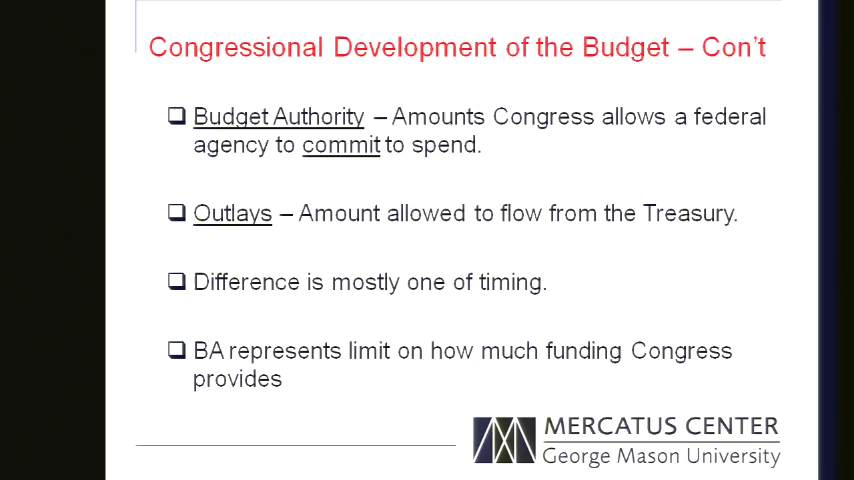 Congressional Development of the Budget – Con't
❑ Budget Authority – Amounts Congress allows a federal
agency to commit to spend.
❑ Outlays – Amount allowed to flow from the Treasury.
❑ Difference is mostly one of timing.
❑ BA represents limit on how much funding Congress
provides
MERCATUS CENTER
George Mason University